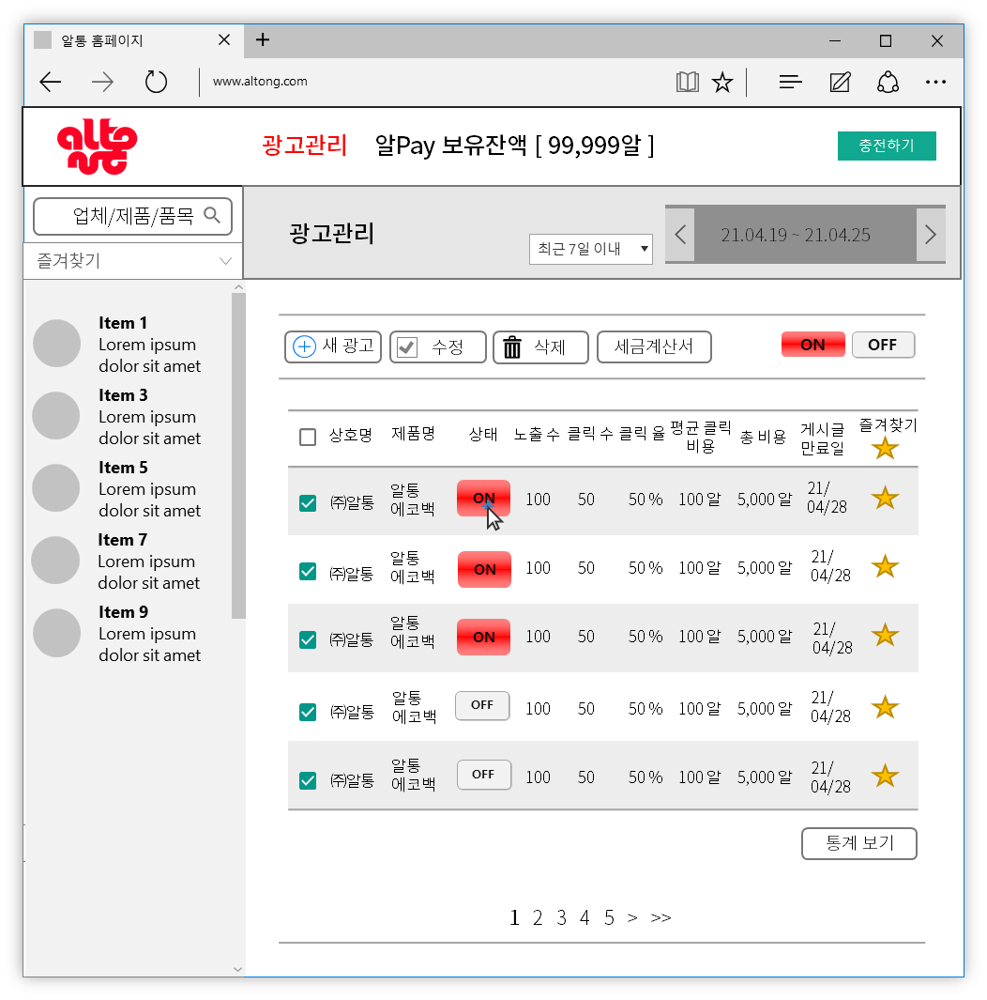 알통 홈페이지
www.altong.com
altong
광고관리 알Pay 보유잔액 [ 99,999알 ]
충전하기
업체/제품/품목
즐겨찾기
광고관리
최근 7일 이내
21.04.19 ~ 21.04.25
Item 1
Lorem ipsum
dolor sit amet
Item 3
Lorem ipsum
dolor sit amet
Item 5
Lorem ipsum
dolor sit amet
Item 7
Lorem ipsum
dolor sit amet
Item 9
Lorem ipsum
dolor sit amet
새 광고 수정 삭제 세금계산서 ON OFF
상호명 제품명 상태 노출 수 클릭 수 클릭 율 평균 클릭 비용 총 비용 게시글 만료일 즐겨찾기
㈜알통 알통 에코백 ON 100 50 50 % 100 알 5,000 알 21/ 04/28
㈜알통 알통 에코백 ON 100 50 50 % 100 알 5,000 알 21/ 04/28
㈜알통 알통 에코백 ON 100 50 50 % 100 알 5,000 알 21/ 04/28
㈜알통 알통 에코백 OFF 100 50 50 % 100 알 5,000 알 21/ 04/28
㈜알통 알통 에코백 OFF 100 50 50 % 100 알 5,000 알 21/ 04/28
통계 보기
1 2 3 4 5 > >>